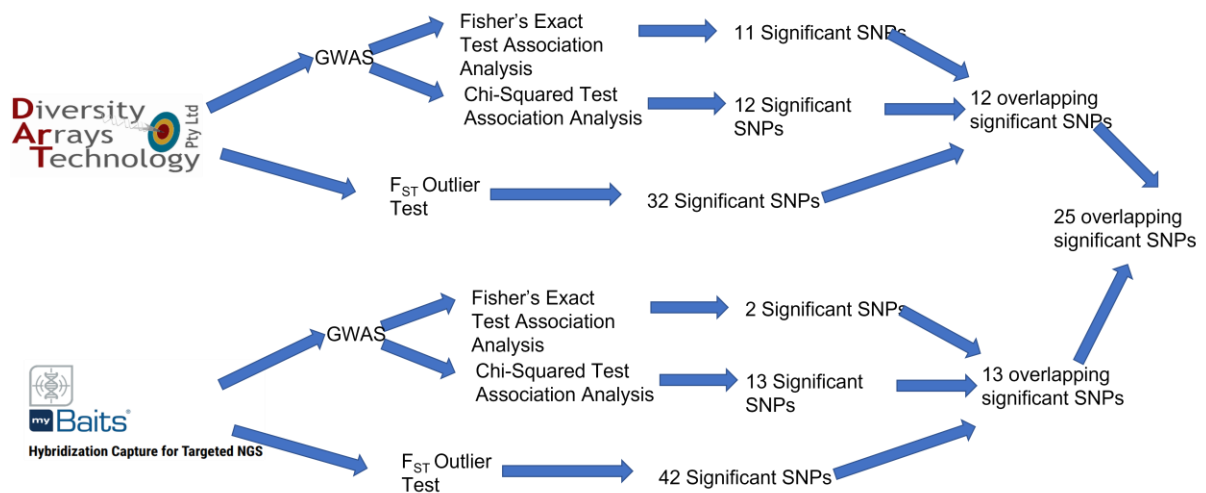 Diversity
Arrays
Technology
Pty Ltd
GWAS
Fisher's Exact
Test Association
Analysis
11 Significant SNPs
Chi-Squared Test
Association Analysis
12 Significant
SNPs
12 overlapping
significant SNPs
FST Outlier
Test
32 Significant SNPs
25 overlapping
significant SNPs
my Baits®
Hybridization Capture for Targeted NGS
GWAS
Fisher's Exact
Test Association
Analysis
2 Significant SNPs
Chi-Squared Test
Association Analysis
13 Significant
SNPs
13 overlapping
significant SNPs
FST Outlier
Test
42 Significant SNPs